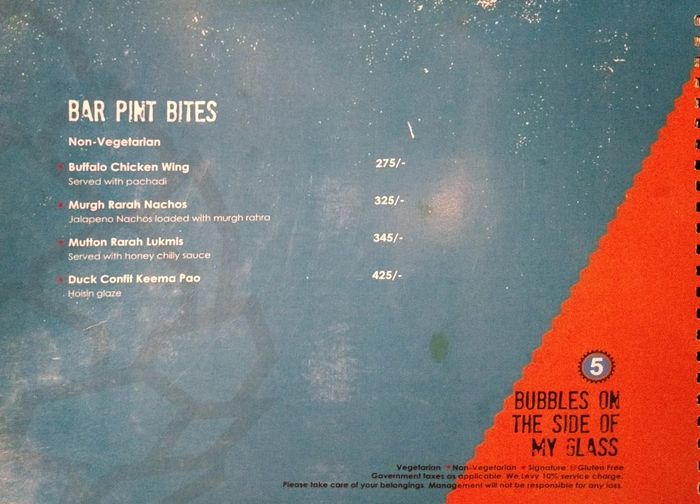 BAR PINT BITES
Non-Vegetarian
Buffalo Chicken Wing 275/-
Served with pachadi
Murgh Rarah Nachos 325/-
Jalapeno Nachos loaded with murgh rahra
Mutton Rarah Lukmis 345/-
Served with honey chilly sauce
Duck Confit Keema Pao 425/-
Hoisin glaze
5
BUBBLES ON
THE SIDE OF
MY GLASS
Vegetarian Non-Vegetarian Signature Gluten Free
Government taxes as applicable. We Levy 10% service charge.
Please take care of your belongings. Management will not be responsible for any loss.